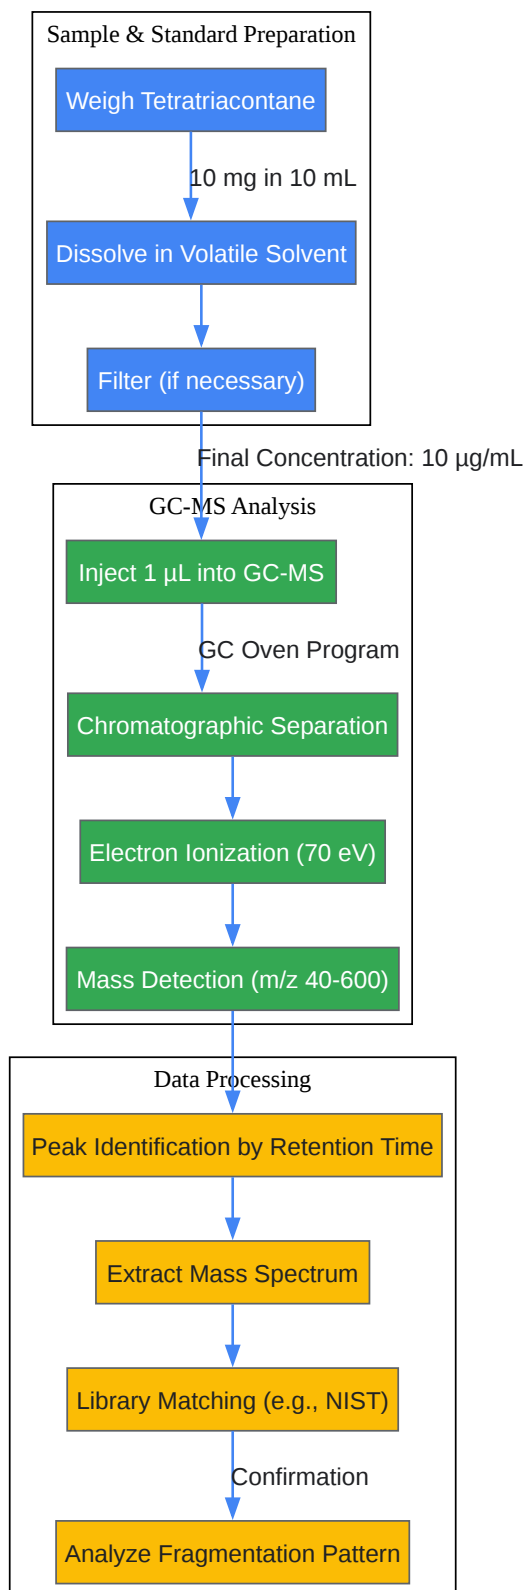 Sample & Standard Preparation
Weigh Tetratriacontane
10 mg in 10 mL
Dissolve in Volatile Solvent
Filter (if necessary)
Final Concentration: 10 µg/mL
GC-MS Analysis
Inject 1 µL into GC-MS
GC Oven Program
Chromatographic Separation
Electron Ionization (70 eV)
Mass Detection (m/z 40-600)
Data Processing
Peak Identification by Retention Time
Extract Mass Spectrum
Library Matching (e.g., NIST)
Confirmation
Analyze Fragmentation Pattern